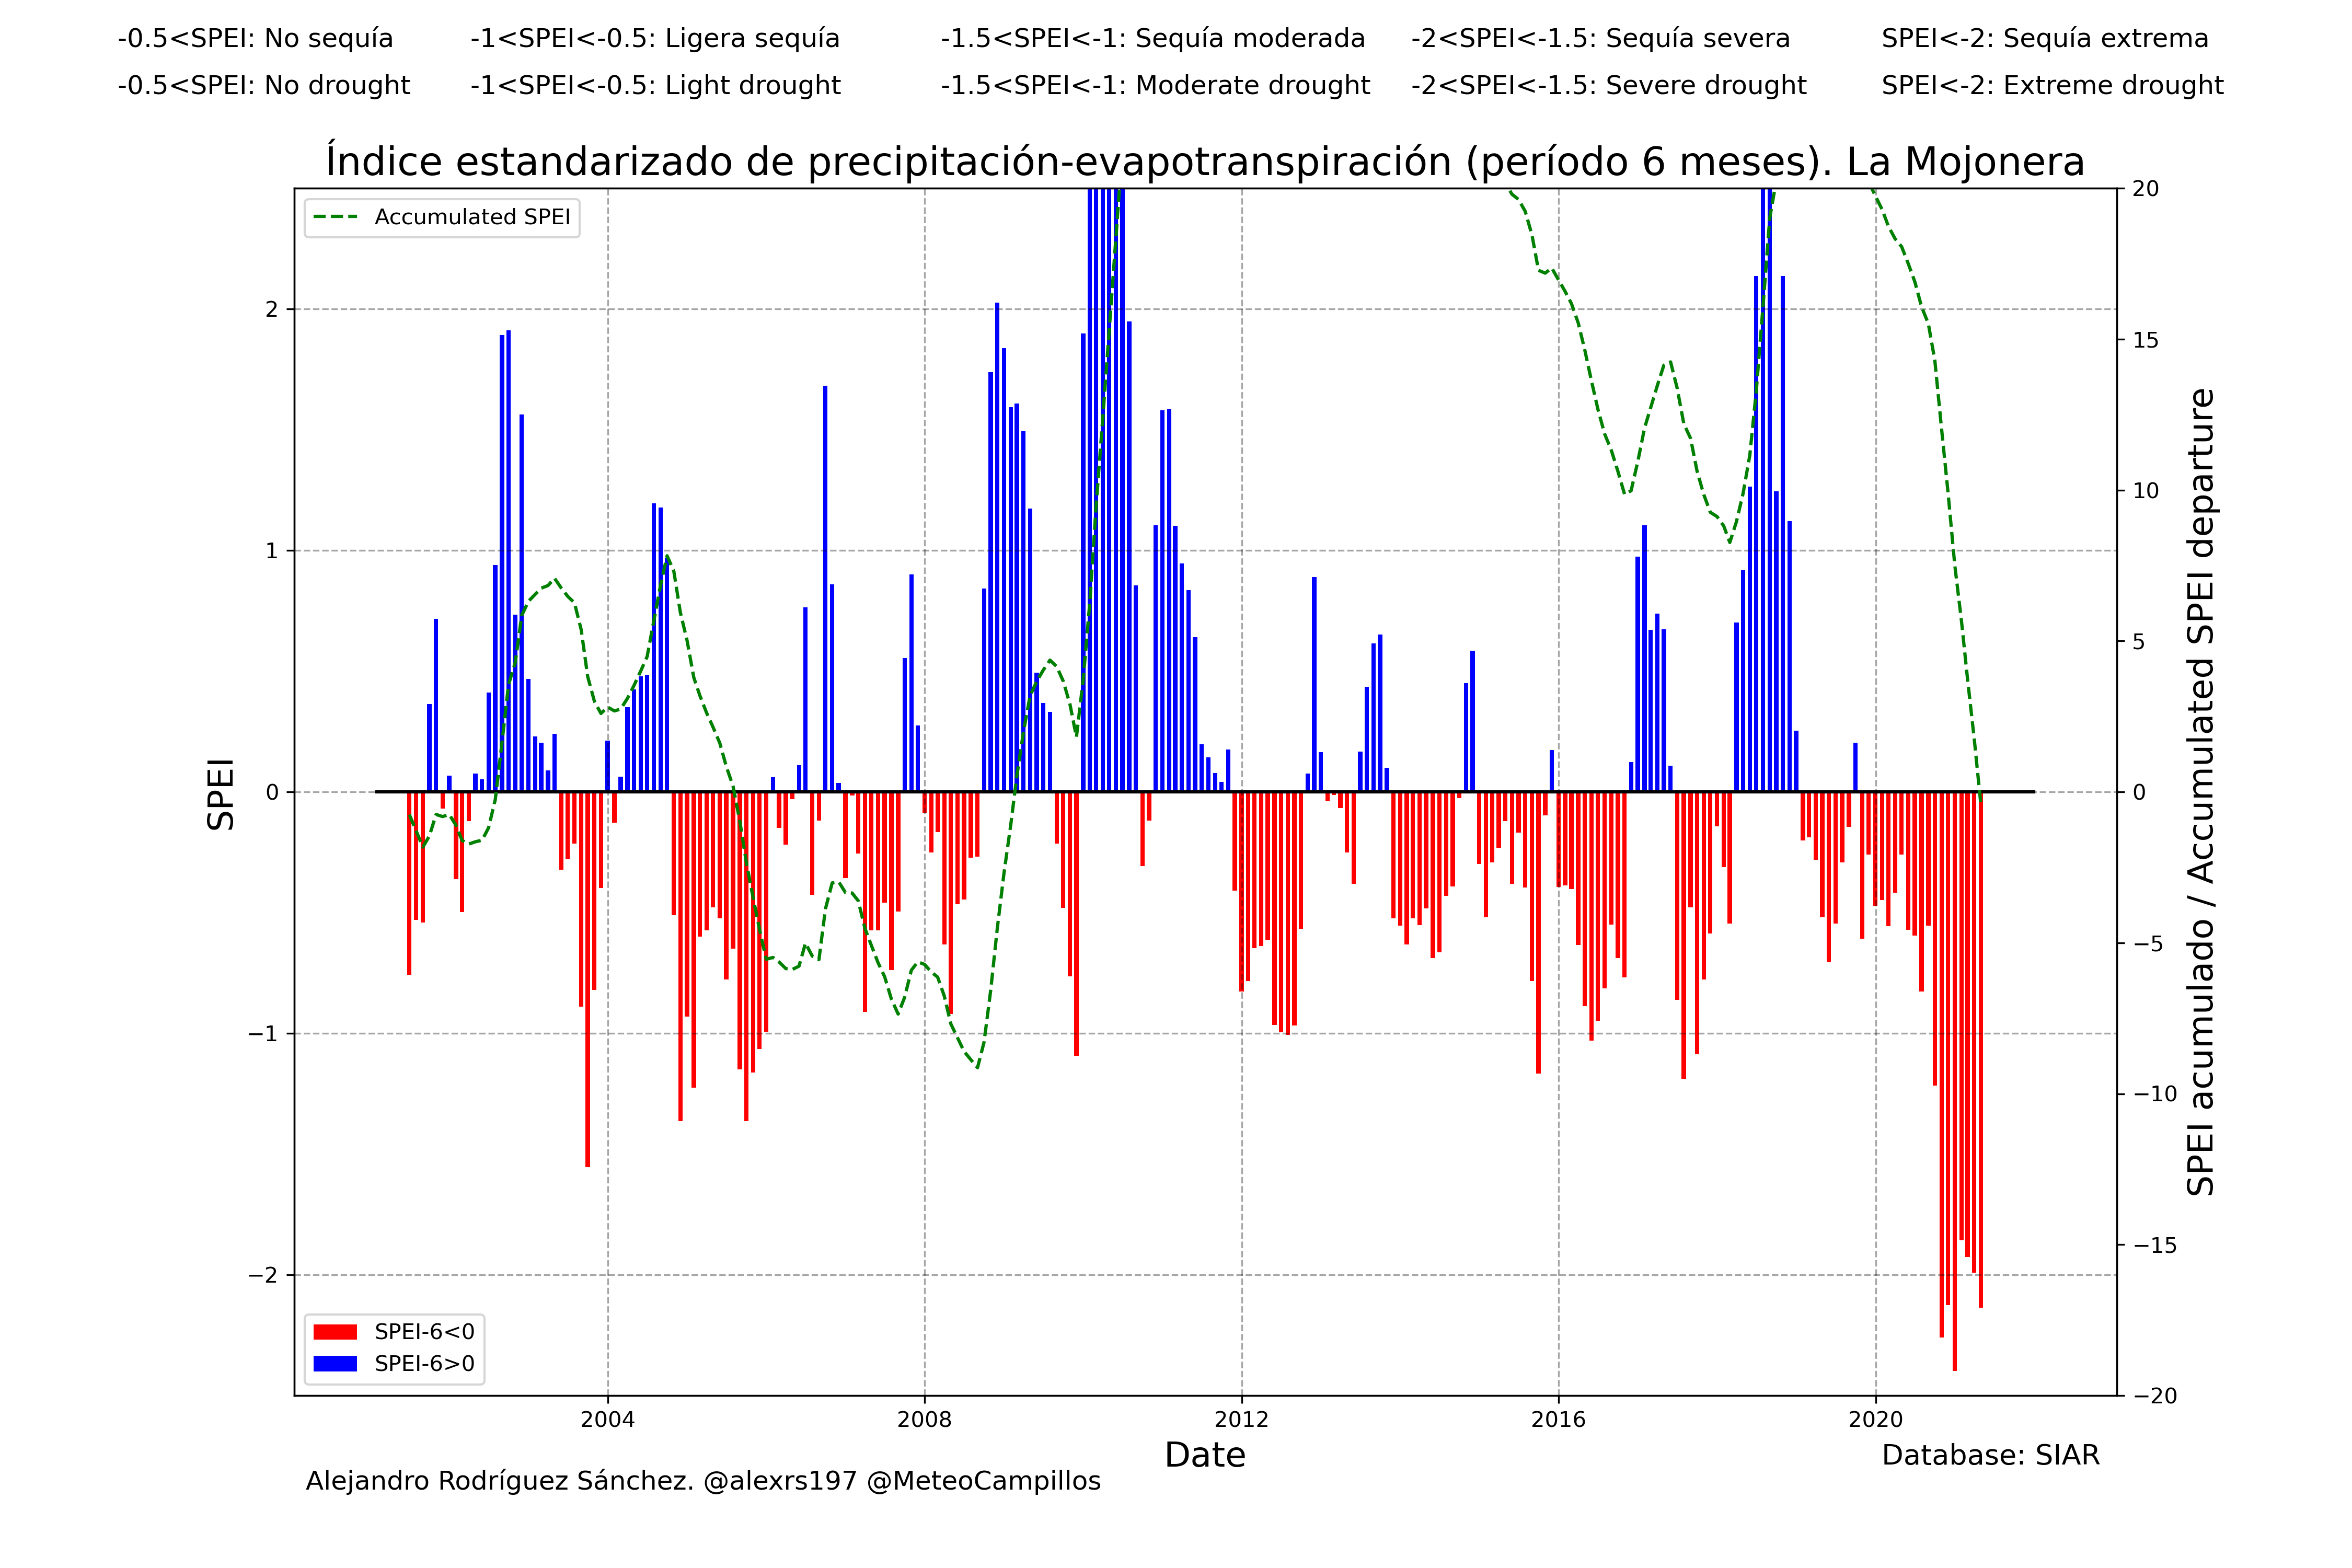 -0.5<SPEI: No sequía -1<SPEI<-0.5: Ligera sequía -1.5<SPEI<-1: Sequía moderada -2<SPEI<-1.5: Sequía severa SPEI<-2: Sequía extrema
-0.5<SPEI: No drought -1<SPEI<-0.5: Light drought -1.5<SPEI<-1: Moderate drought -2<SPEI<-1.5: Severe drought SPEI<-2: Extreme drought
Índice estandarizado de precipitación-evapotranspiración (período 6 meses). La Mojonera
Accumulated SPEI
2
1
0
−1
−2
SPEI
20
15
10
5
0
−5
−10
−15
−20
SPEI acumulado / Accumulated SPEI departure
SPEI-6<0
SPEI-6>0
2004 2008 2012 2016 2020
Date
Database: SIAR
Alejandro Rodríguez Sánchez. @alexrs197 @MeteoCampillos